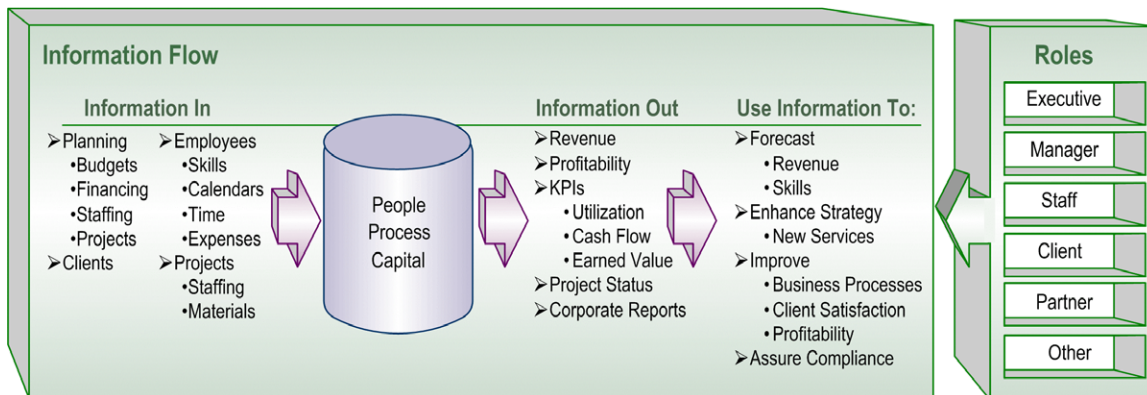 Information Flow
Information In
➢Planning
•Budgets
•Financing
•Staffing
•Projects
➢Clients
➢Employees
•Skills
•Calendars
•Time
•Expenses
➢Projects
•Staffing
•Materials
People
Process
Capital
Information Out
➢Revenue
➢Profitability
➢KPIs
•Utilization
•Cash Flow
•Earned Value
➢Project Status
➢Corporate Reports
Use Information To:
➢Forecast
•Revenue
•Skills
➢Enhance Strategy
•New Services
➢Improve
•Business Processes
•Client Satisfaction
•Profitability
➢Assure Compliance
Roles
Executive
Manager
Staff
Client
Partner
Other